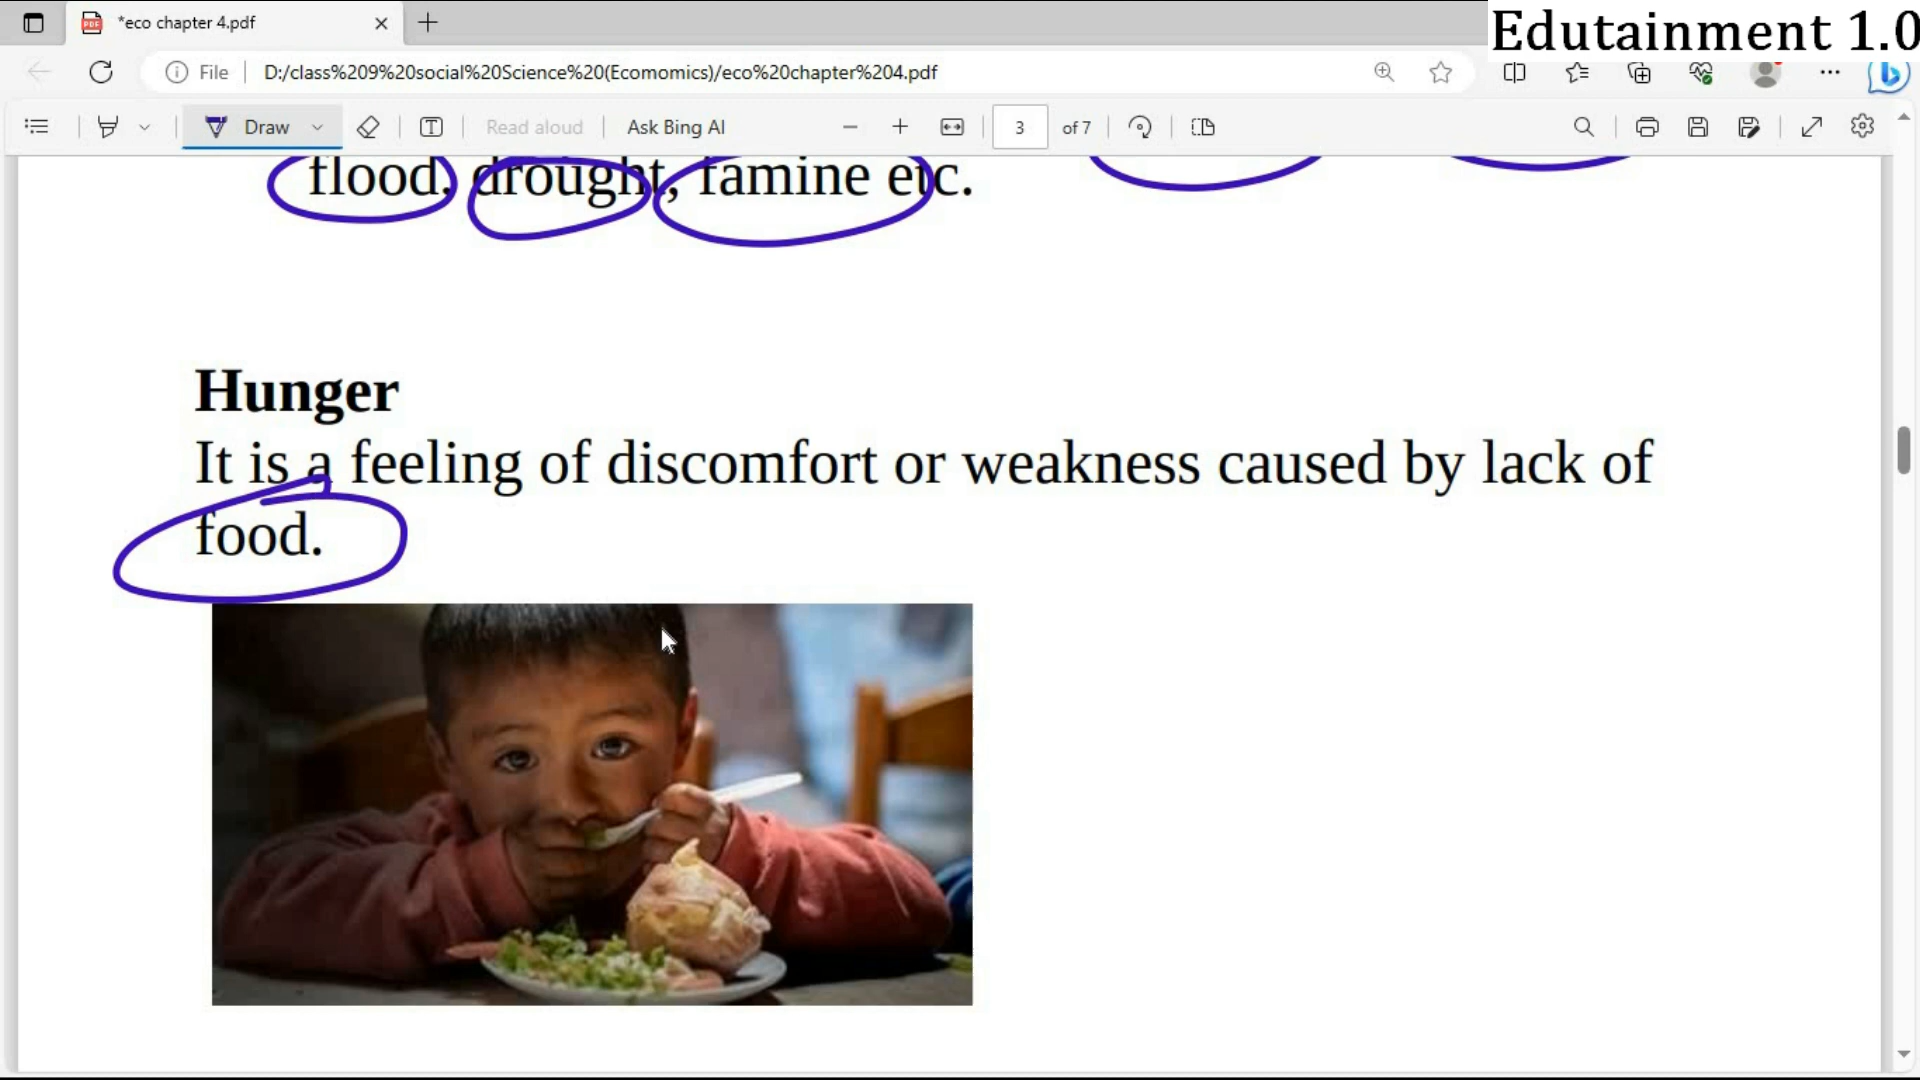 *eco chapter 4.pdf
Edutainment 1.0
File
D:/class%209%20social%20Science%20(Ecomomics)/eco%20chapter%204.pdf
Draw
Read aloud
Ask Bing AI
3
of 7
flood, drought, famine etc.
Hunger
It is a feeling of discomfort or weakness caused by lack of
food.